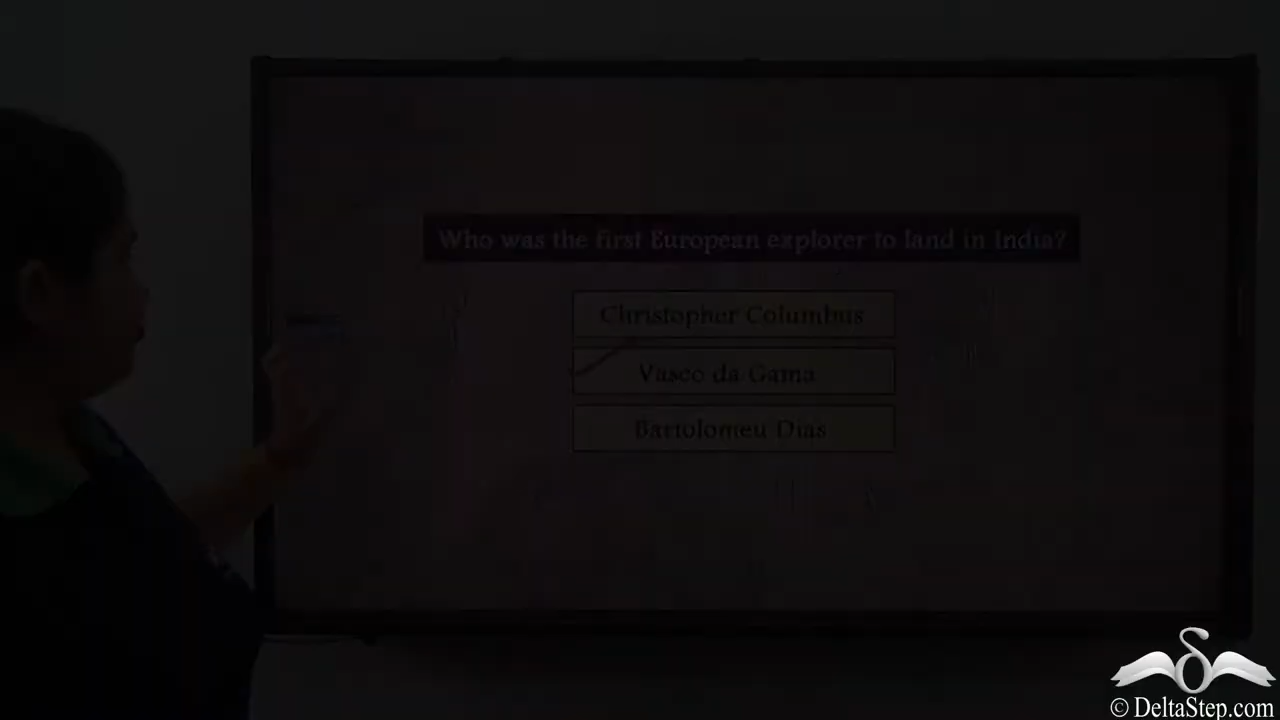 Who was the first European explorer to land in India?
Christopher Columbus
Vasco da Gama
Bartolomeu Dias
© DeltaStep.com